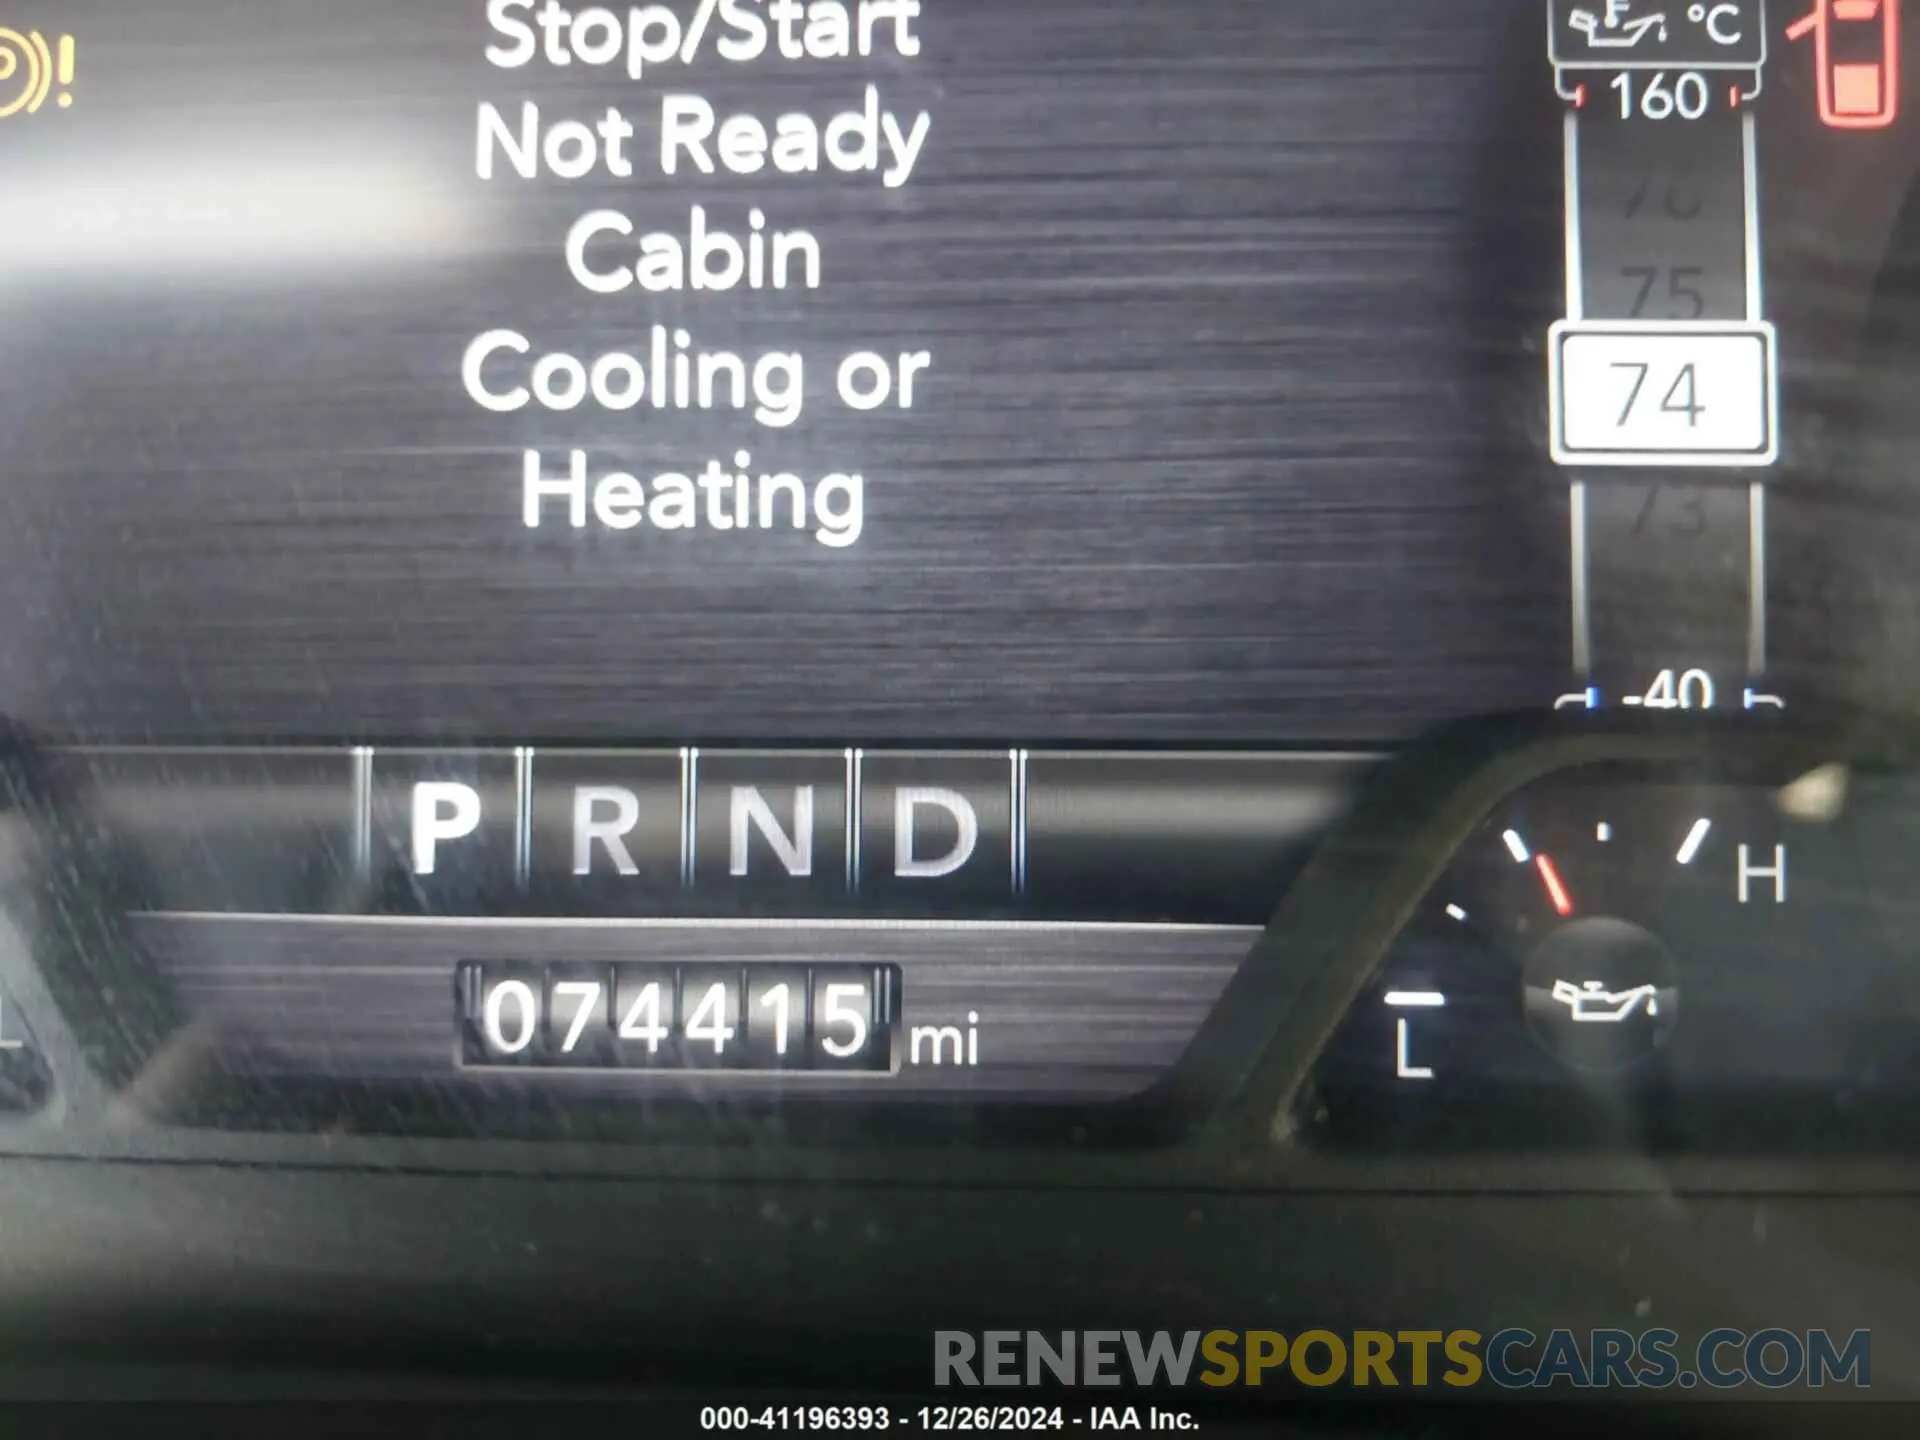 Stop/Start
Not Ready
Cabin
Cooling or
Heating
°C
160
75
74
73
-40
P R N D
H
074415 mi
L
RENEWSPORTSCARS.COM
000-41196393 - 12/26/2024 - IAA Inc.